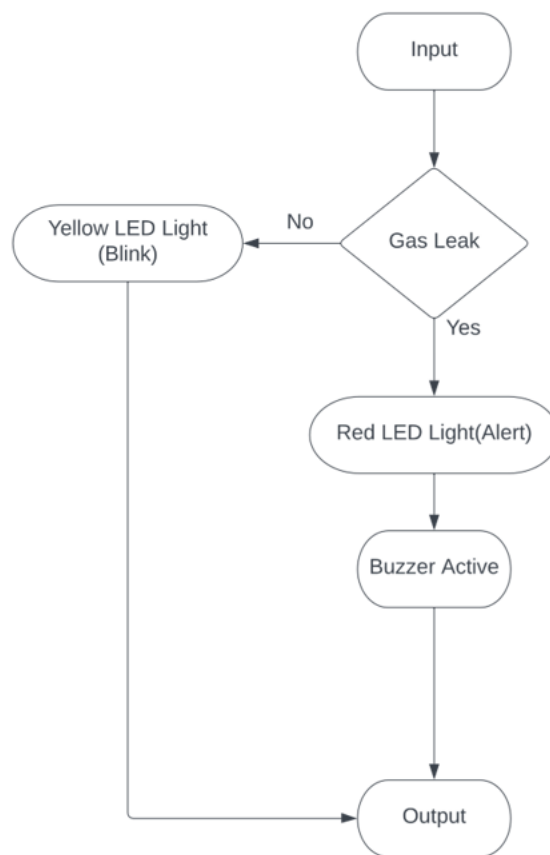 Input
Gas Leak
No
Yellow LED Light
(Blink)
Yes
Red LED Light(Alert)
Buzzer Active
Output